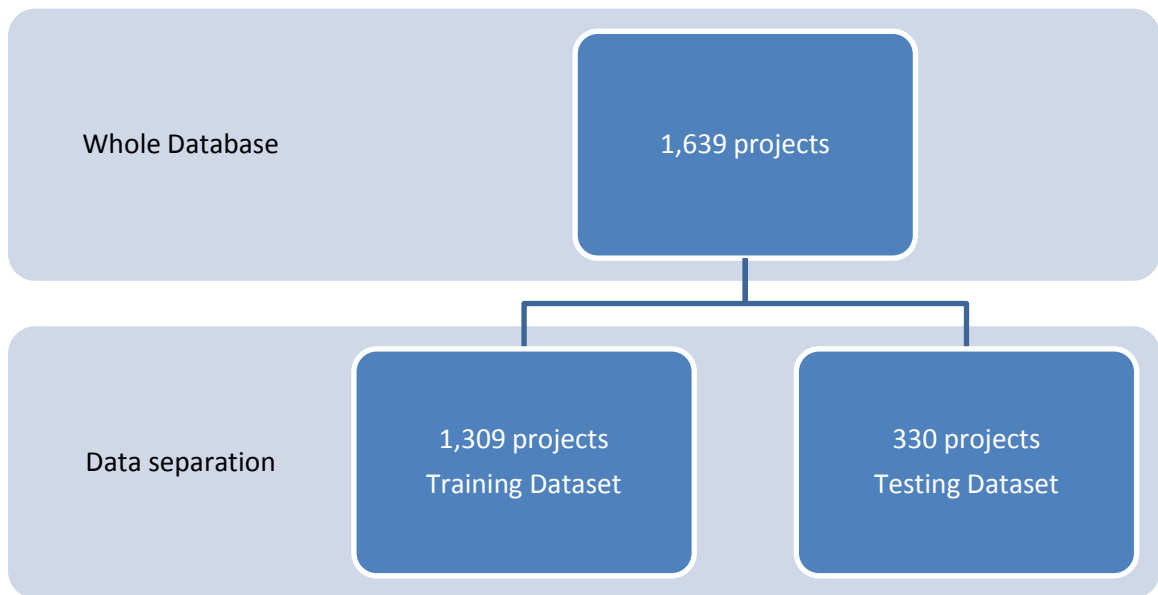 Whole Database
1,639 projects
Data separation
1,309 projects
Training Dataset
330 projects
Testing Dataset